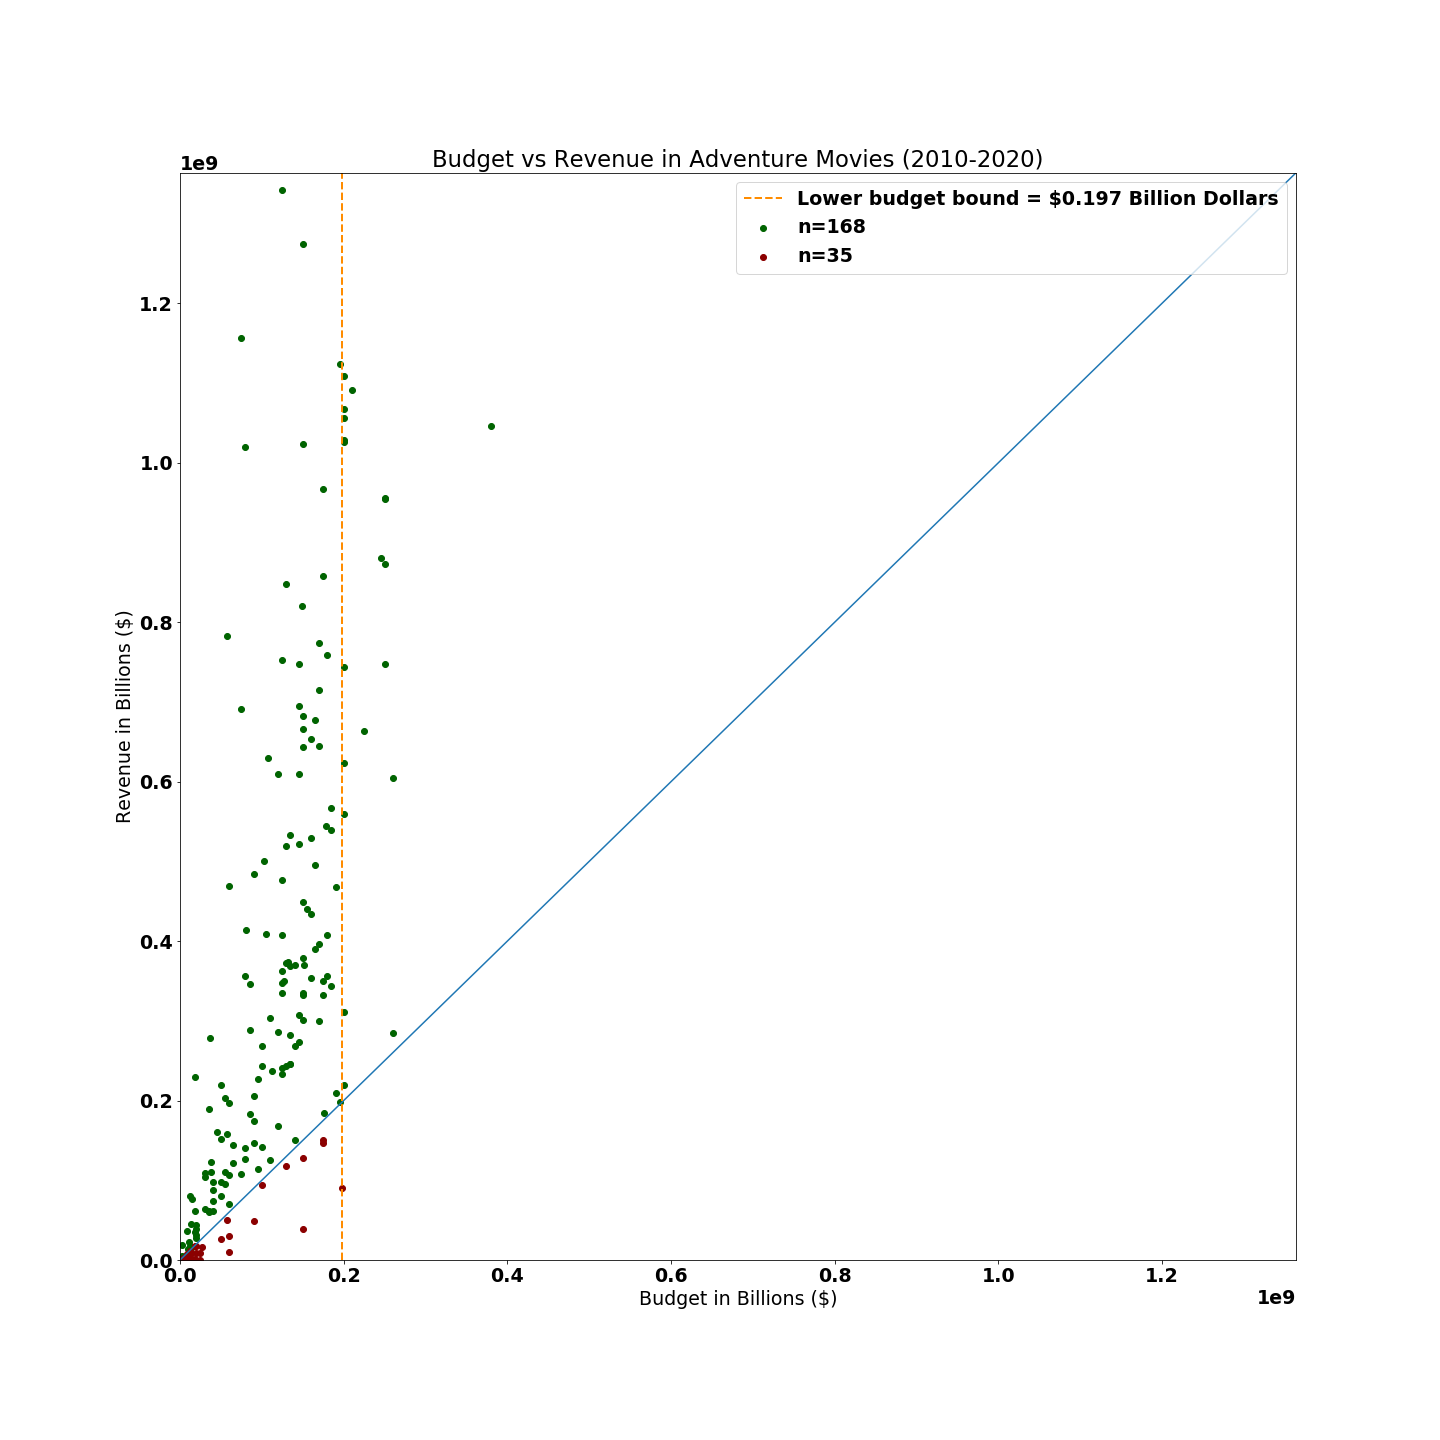 Budget vs Revenue in Adventure Movies (2010-2020)
1e9
Lower budget bound = $0.197 Billion Dollars
n=168
n=35
Revenue in Billions ($)
1.2
1.0
0.8
0.6
0.4
0.2
0.0
0.0 0.2 0.4 0.6 0.8 1.0 1.2
Budget in Billions ($)
1e9